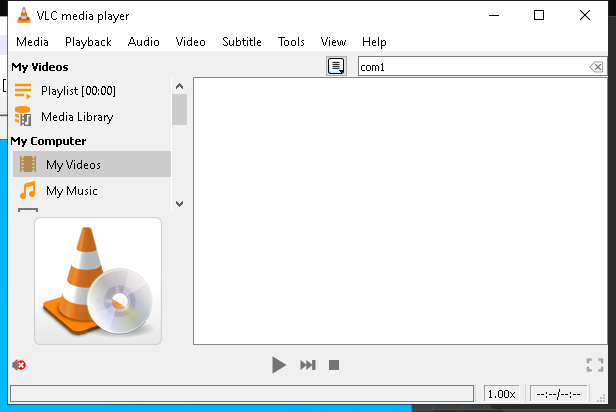 VLC media player
Media Playback Audio Video Subtitle Tools View Help
My Videos
com1
Playlist [00:00]
Media Library
My Computer
My Videos
My Music
1.00x
--:--/--:--